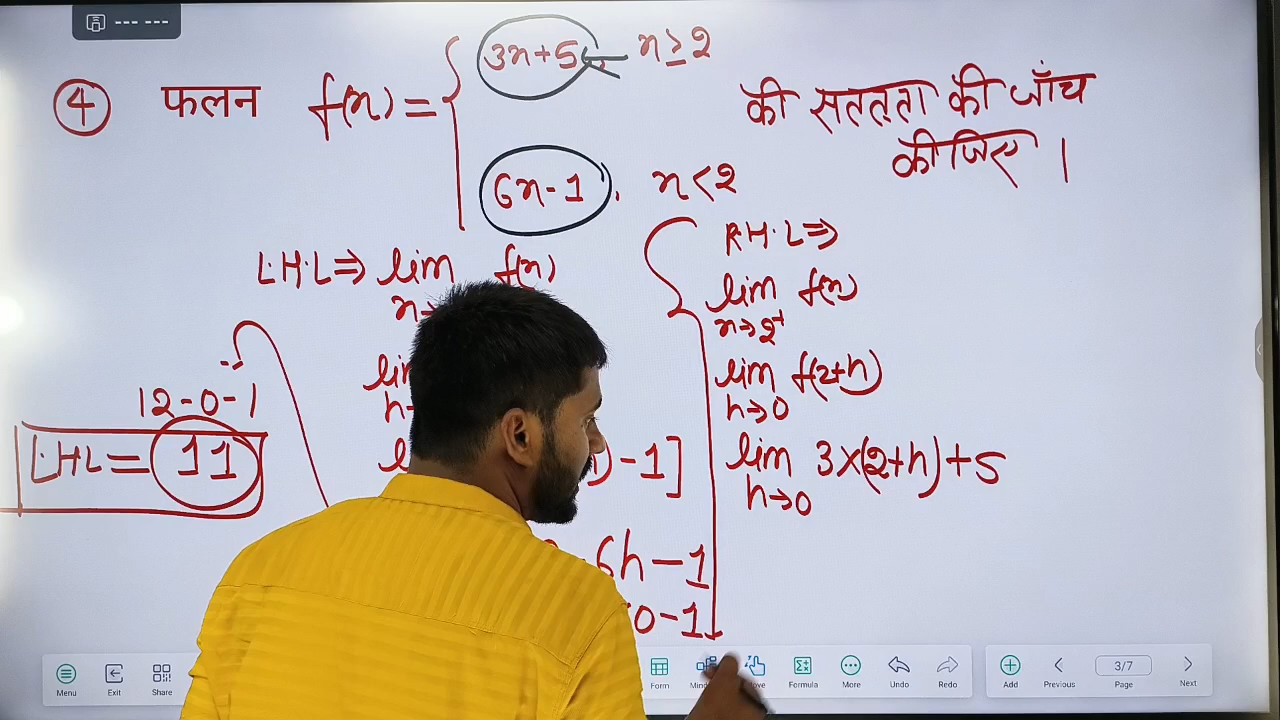 ④ फलन f(x) = { 3x+5, x≥2
6x-1, x<2
की सततता की जाँच
कीजिए ।
L.H.L ⇒ lim f(x)
x→
lim
h→
) - 1]
6h - 1
0 - 1
12-0-1
LHL = 11
R.H.L ⇒
lim f(x)
x→2⁺
lim f(2+h)
h→0
lim 3×(2+h)+5
h→0
Menu Exit Share Form More Undo Redo Formula
Add Previous 3/7 Page Next